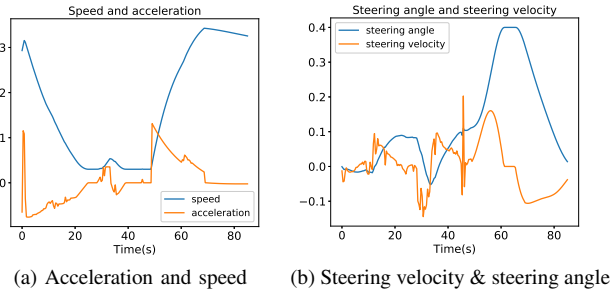 Speed and acceleration
3
2
1
0
speed
acceleration
0
20
40
60
80
Time(s)
(a) Acceleration and speed
Steering angle and steering velocity
steering angle
steering velocity
0.4
0.3
0.2
0.1
0.0
−0.1
0
20
40
60
80
Time(s)
(b) Steering velocity & steering angle